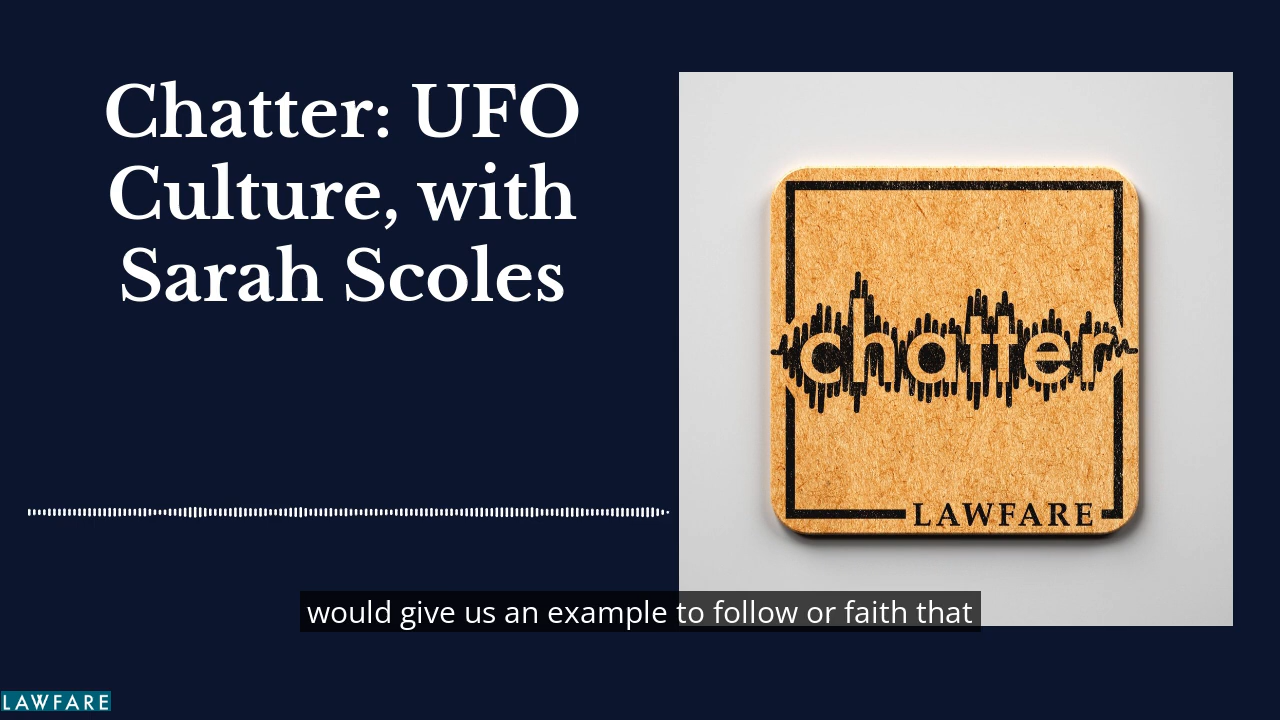 Chatter: UFO
Culture, with
Sarah Scoles
chatter
LAWFARE
would give us an example to follow or faith that
LAWFARE